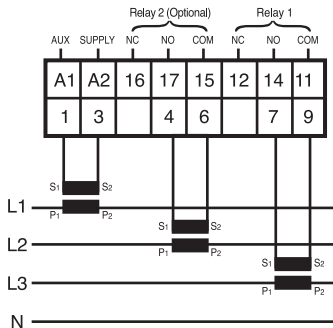 Relay 2 (Optional) Relay 1
AUX SUPPLY NC NO COM NC NO COM
A1 A2 16 17 15 12 14 11
1 3 4 6 7 9
S1 S2
L1 P1 P2
S1 S2
L2 P1 P2
S1 S2
L3 P1 P2
N